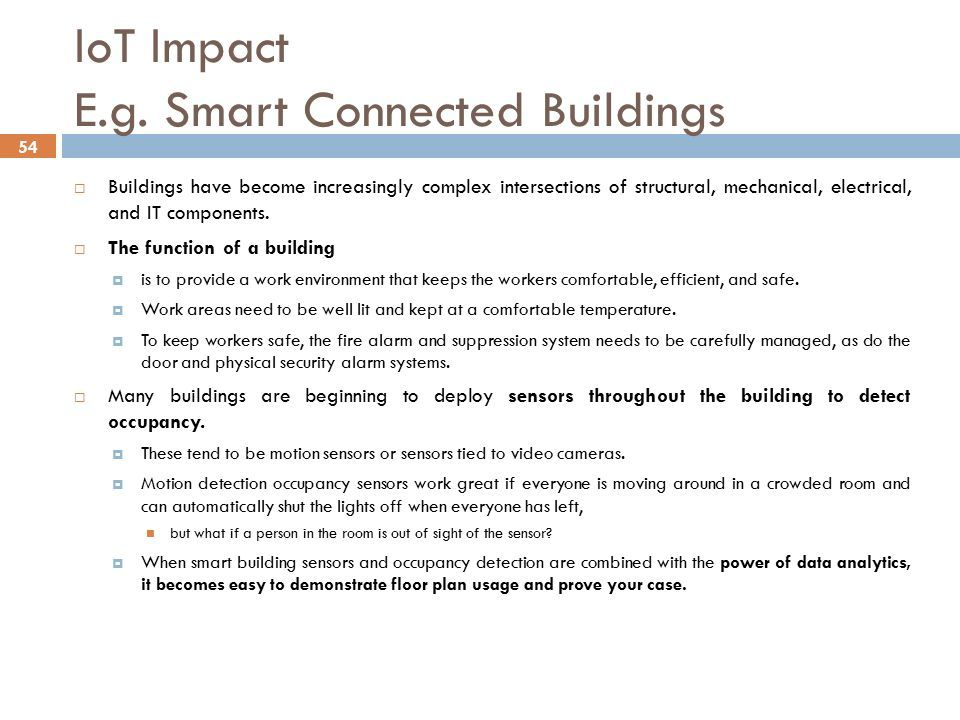 IoT Impact
E.g. Smart Connected Buildings
54
Buildings have become increasingly complex intersections of structural, mechanical, electrical,
and IT components.
The function of a building
is to provide a work environment that keeps the workers comfortable, efficient, and safe.
Work areas need to be well lit and kept at a comfortable temperature.
To keep workers safe, the fire alarm and suppression system needs to be carefully managed, as do the
door and physical security alarm systems.
Many buildings are beginning to deploy sensors throughout the building to detect
occupancy.
These tend to be motion sensors or sensors tied to video cameras.
Motion detection occupancy sensors work great if everyone is moving around in a crowded room and
can automatically shut the lights off when everyone has left,
but what if a person in the room is out of sight of the sensor?
When smart building sensors and occupancy detection are combined with the power of data analytics,
it becomes easy to demonstrate floor plan usage and prove your case.